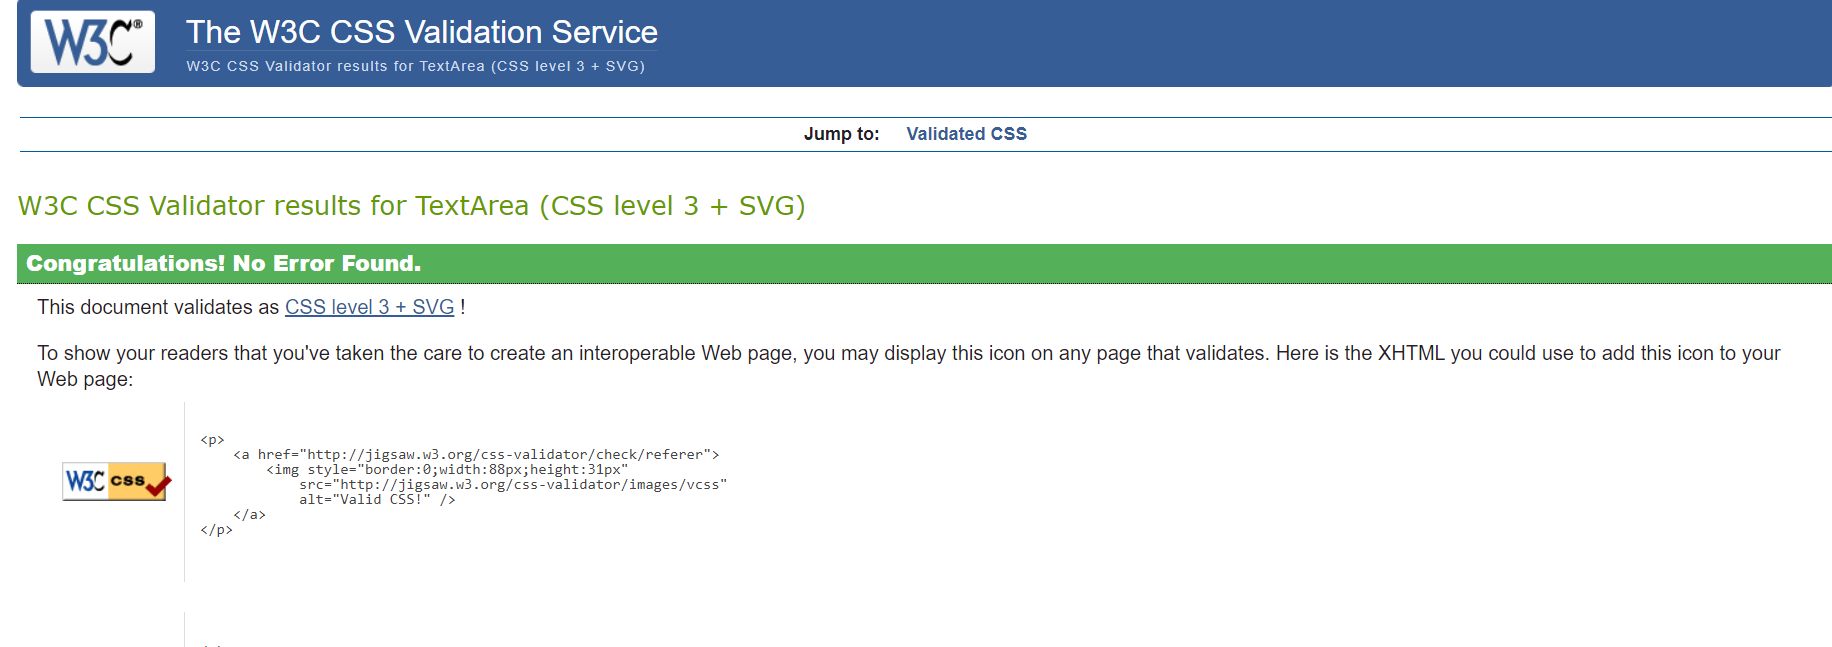 W3C®
The W3C CSS Validation Service
W3C CSS Validator results for TextArea (CSS level 3 + SVG)
Jump to: Validated CSS
W3C CSS Validator results for TextArea (CSS level 3 + SVG)
Congratulations! No Error Found.
This document validates as CSS level 3 + SVG !
To show your readers that you've taken the care to create an interoperable Web page, you may display this icon on any page that validates. Here is the XHTML you could use to add this icon to your
Web page:
W3C css
<p>
<a href="http://jigsaw.w3.org/css-validator/check/referer">
<img style="border:0;width:88px;height:31px"
src="http://jigsaw.w3.org/css-validator/images/vcss"
alt="Valid CSS!" />
</a>
</p>